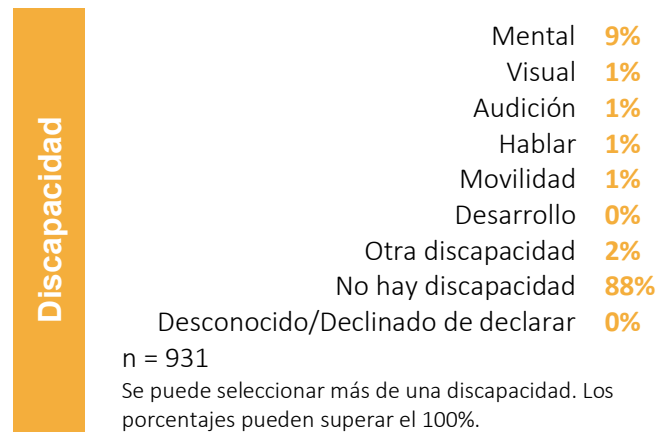 Discapacidad
Mental 9%
Visual 1%
Audición 1%
Hablar 1%
Movilidad 1%
Desarrollo 0%
Otra discapacidad 2%
No hay discapacidad 88%
Desconocido/Declinado de declarar 0%
n = 931
Se puede seleccionar más de una discapacidad. Los
porcentajes pueden superar el 100%.